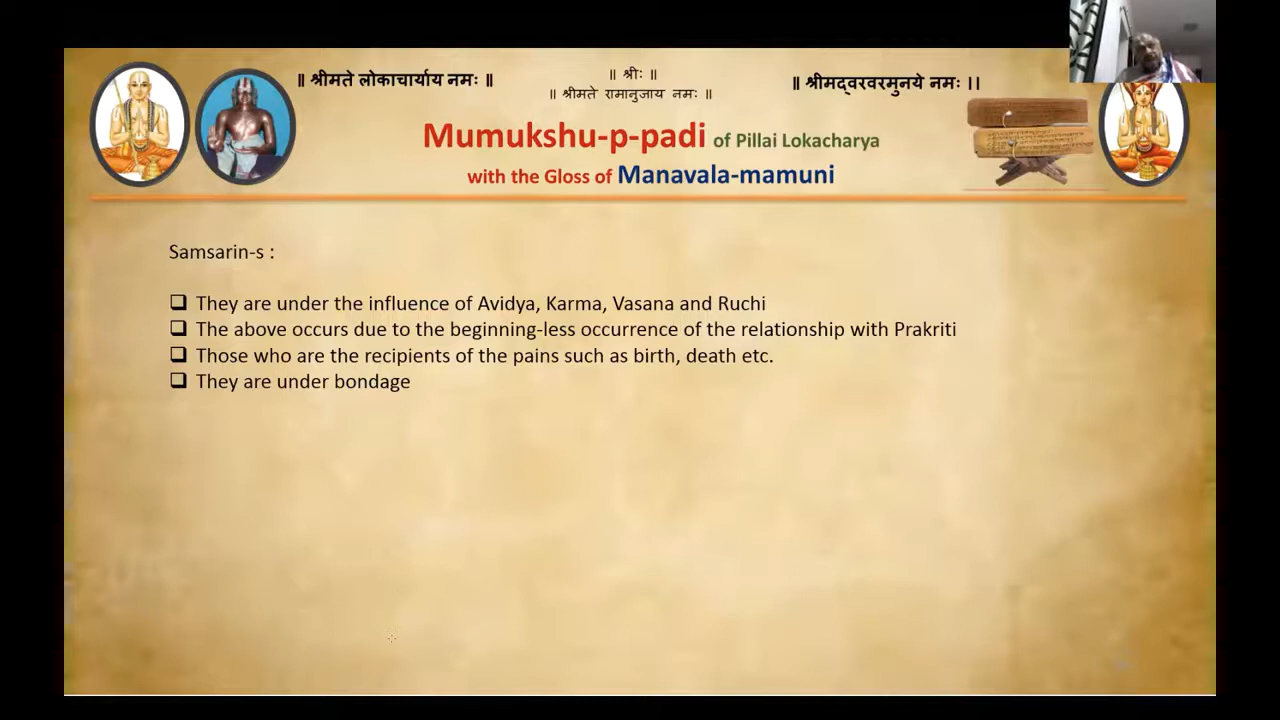 ॥ श्रीमते लोकाचार्याय नमः ॥
॥ श्रीः ॥
॥ श्रीमते रामानुजाय नमः ॥
॥ श्रीमद्वरवरमुनये नमः ।।
Mumukshu-p-padi of Pillai Lokacharya
with the Gloss of Manavala-mamuni
Samsarin-s :
❑ They are under the influence of Avidya, Karma, Vasana and Ruchi
❑ The above occurs due to the beginning-less occurrence of the relationship with Prakriti
❑ Those who are the recipients of the pains such as birth, death etc.
❑ They are under bondage